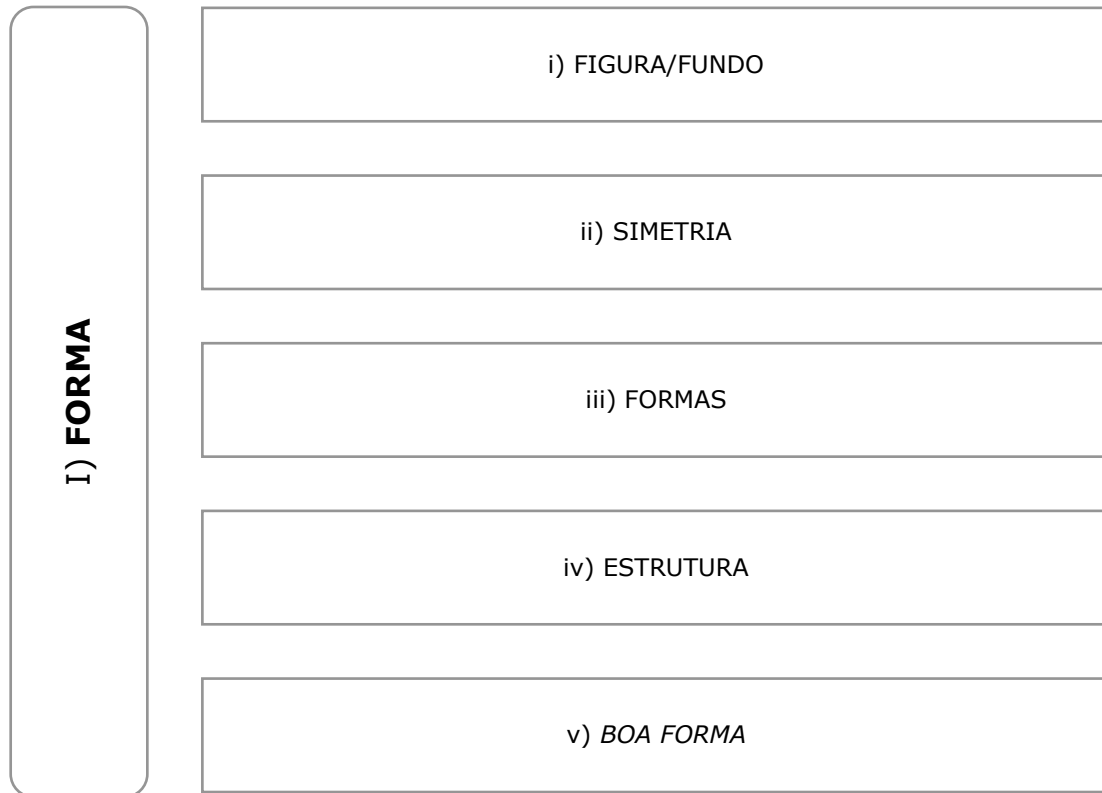 I) FORMA
i) FIGURA/FUNDO
ii) SIMETRIA
iii) FORMAS
iv) ESTRUTURA
v) BOA FORMA